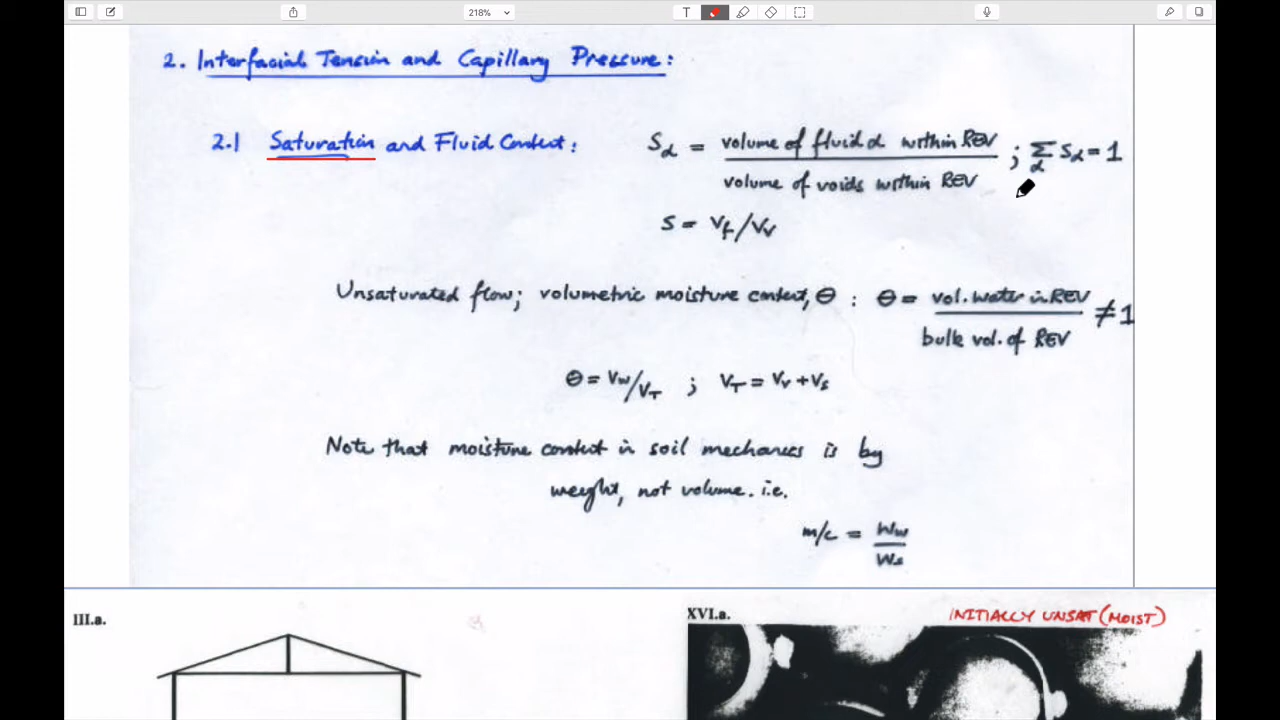 218%
T
2. Interfacial Tension and Capillary Pressure:
2.1 Saturation and Fluid Content: Sα = volume of fluid α within REV / volume of voids within REV ; Σα Sα = 1
S = Vf/Vv
Unsaturated flow; volumetric moisture content, θ : θ = vol. water in REV / bulk vol. of REV ≠ 1
θ = Vw/VT ; VT = Vv + Vs
Note that moisture content in soil mechanics is by
weight, not volume. i.e.
m/c = Ww / Ws
III.a.
XVI.a. INITIALLY UNSAT (MOIST)